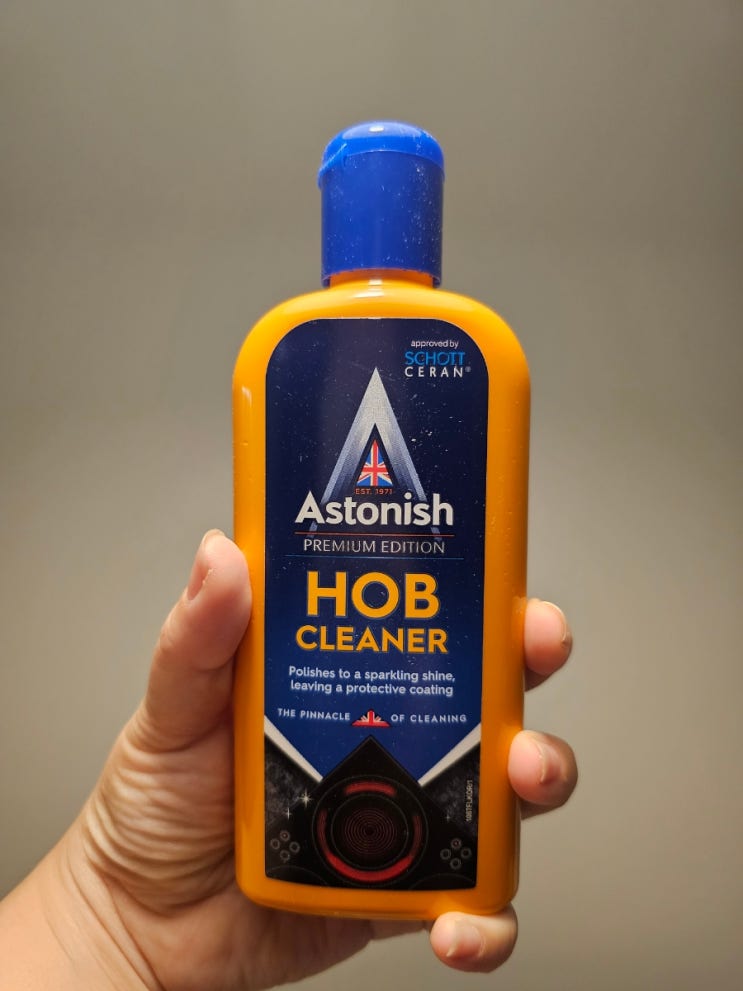 approved by
SCHOTT
CERAN®
EST. 1971
Astonish
PREMIUM EDITION
HOB
CLEANER
Polishes to a sparkling shine,
leaving a protective coating
THE PINNACLE OF CLEANING